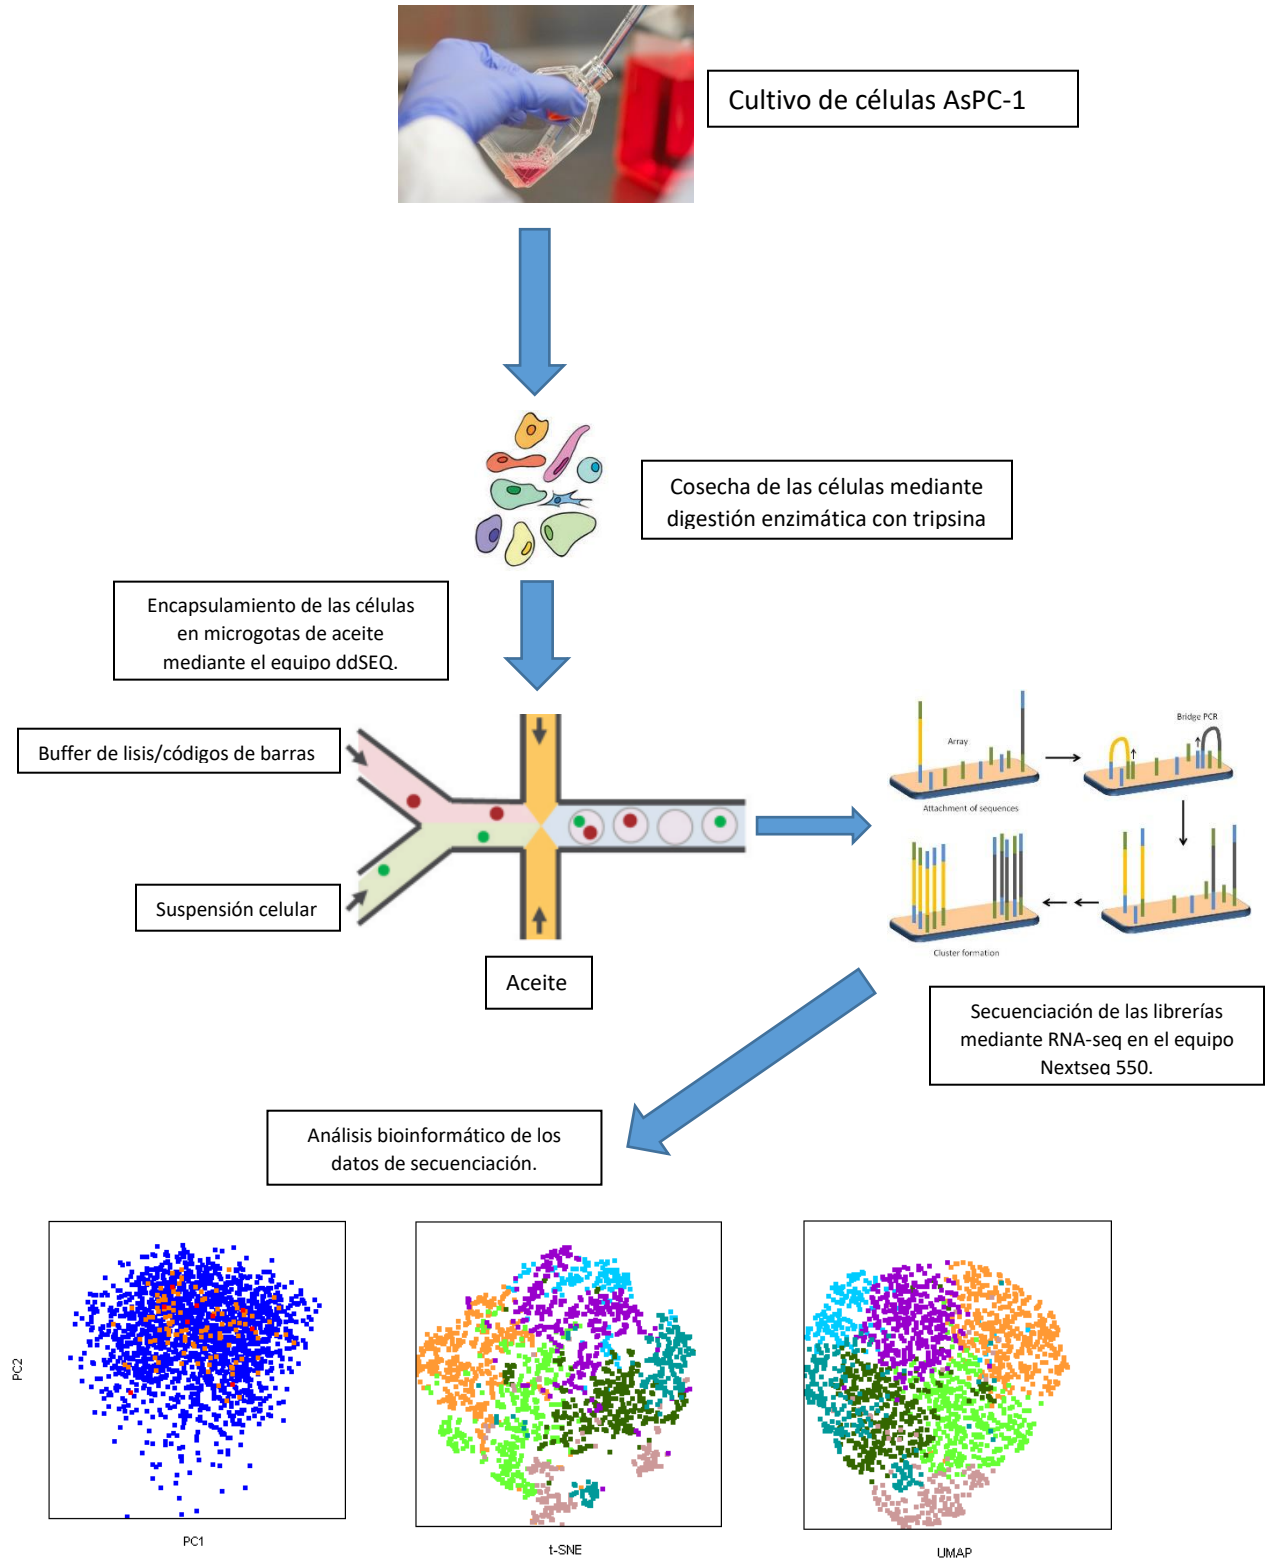 Cultivo de células AsPC-1
Cosecha de las células mediante
digestión enzimática con tripsina
Encapsulamiento de las células
en microgotas de aceite
mediante el equipo ddSEQ.
Buffer de lisis/códigos de barras
Suspensión celular
Aceite
Array
Bridge PCR
Attachment of sequences
Cluster formation
Secuenciación de las librerías
mediante RNA-seq en el equipo
Nextseq 550.
Análisis bioinformático de los
datos de secuenciación.
PC2
PC1
t-SNE
UMAP